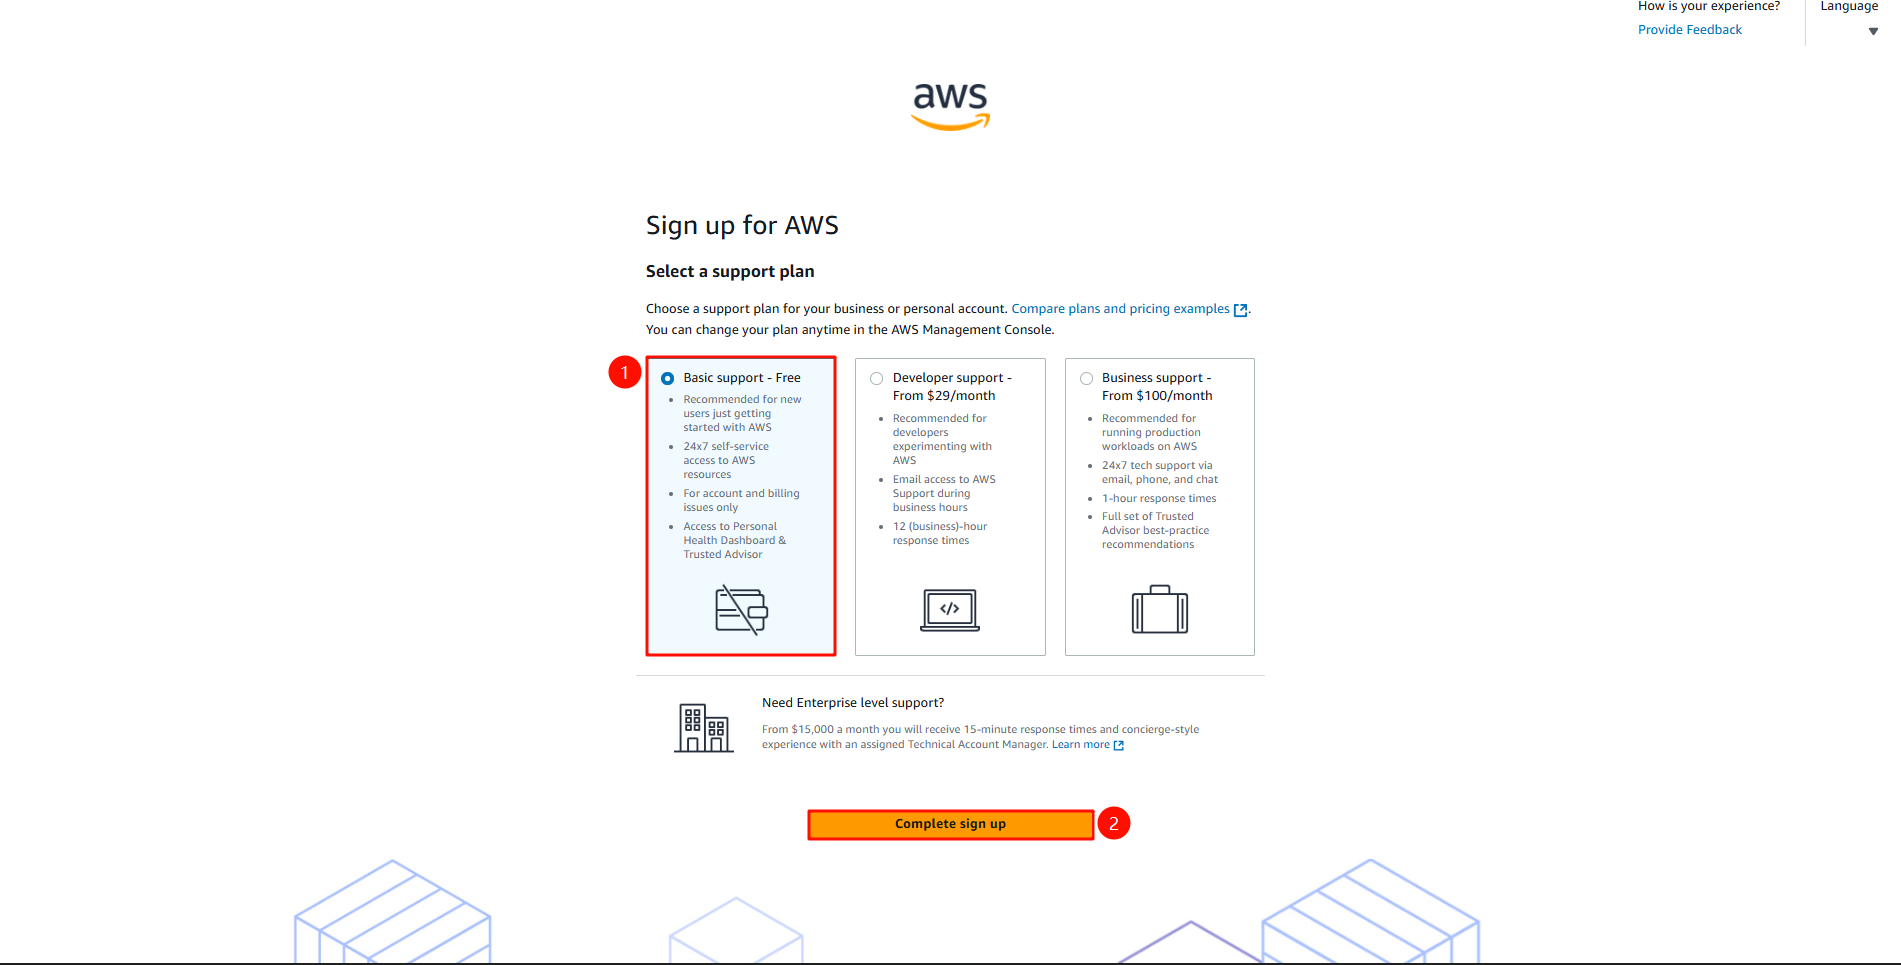 How is your experience?
Provide Feedback
Language
aws
Sign up for AWS
Select a support plan
Choose a support plan for your business or personal account. Compare plans and pricing examples.
You can change your plan anytime in the AWS Management Console.
1
Basic support - Free
Recommended for new
users just getting
started with AWS
24x7 self-service
access to AWS
resources
For account and billing
issues only
Access to Personal
Health Dashboard &
Trusted Advisor
Developer support -
From $29/month
Recommended for
developers
experimenting with
AWS
Email access to AWS
Support during
business hours
12 (business)-hour
response times
</>
Business support -
From $100/month
Recommended for
running production
workloads on AWS
24x7 tech support via
email, phone, and chat
1-hour response times
Full set of Trusted
Advisor best-practice
recommendations
Need Enterprise level support?
From $15,000 a month you will receive 15-minute response times and concierge-style
experience with an assigned Technical Account Manager. Learn more
Complete sign up
2